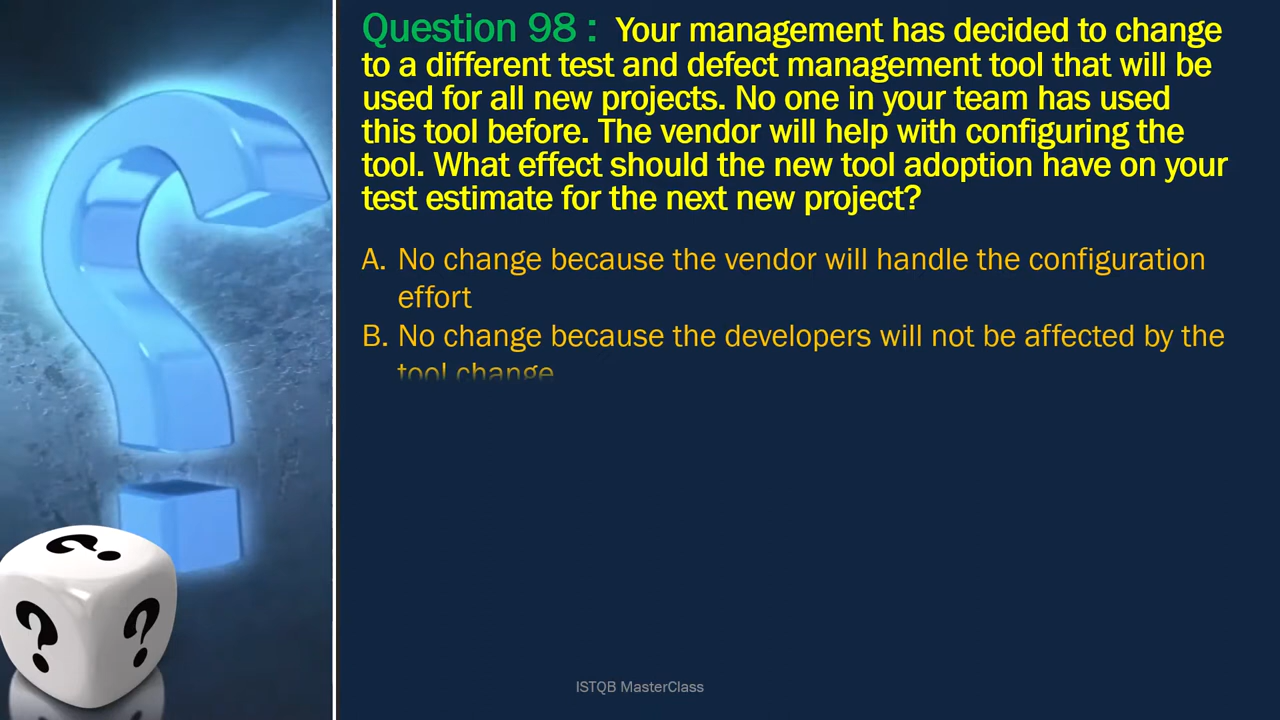 Question 98 : Your management has decided to change
to a different test and defect management tool that will be
used for all new projects. No one in your team has used
this tool before. The vendor will help with configuring the
tool. What effect should the new tool adoption have on your
test estimate for the next new project?
A. No change because the vendor will handle the configuration
effort
B. No change because the developers will not be affected by the
tool change
ISTQB MasterClass